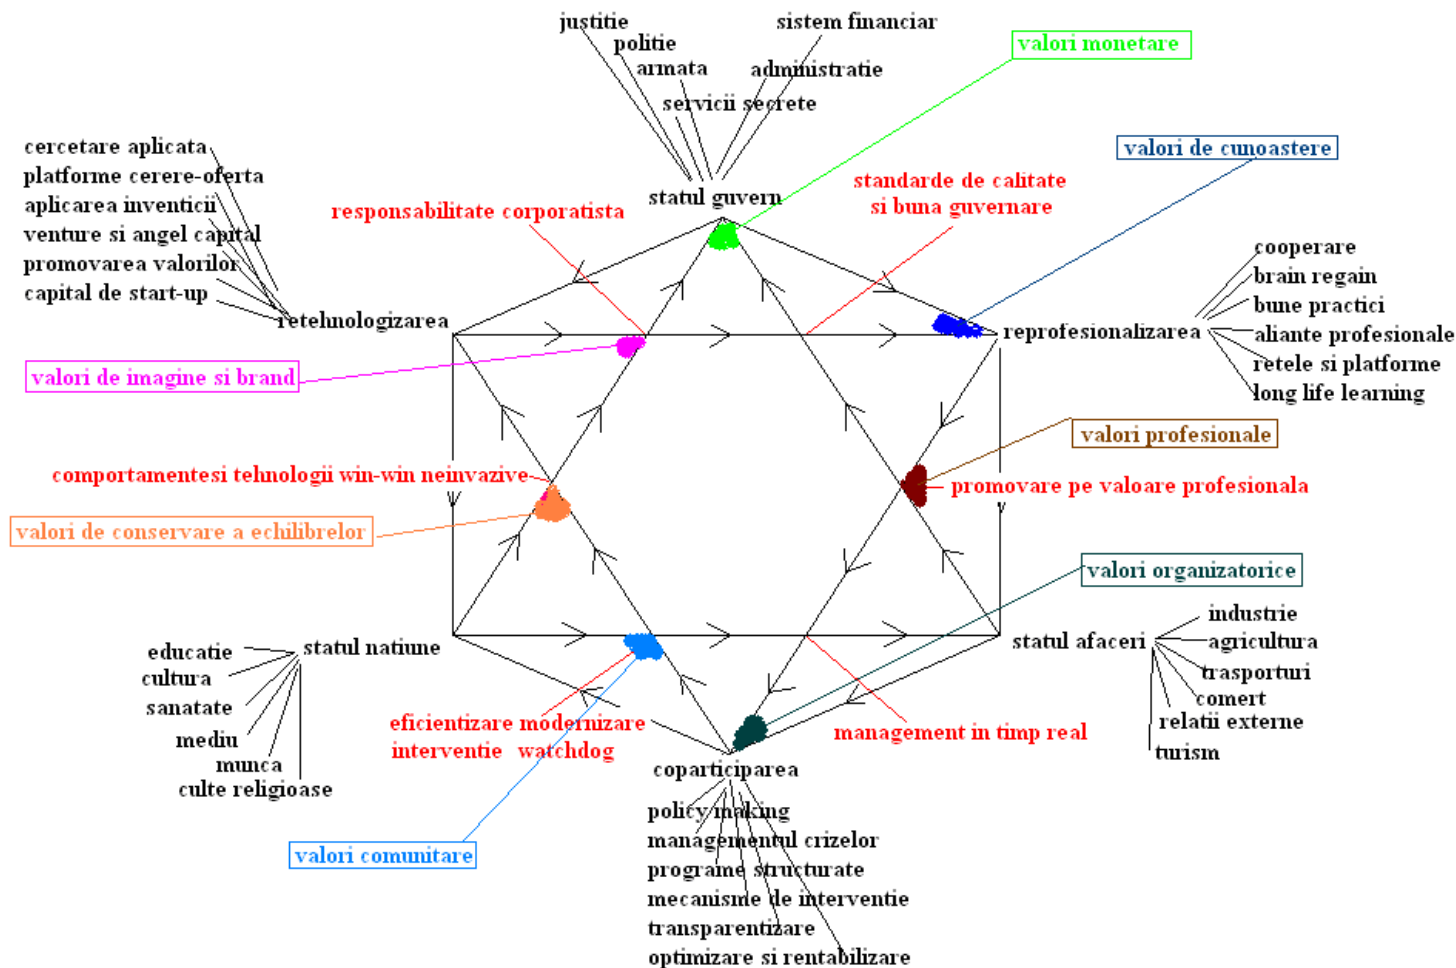 justitie
sistem financiar
politie
valori monetare
armata
administratie
servicii secrete
cercetare aplicata
platforme cerere-oferta
aplicarea inventicii
venture si angel capital
promovarea valorilor
capital de start-up
retehnologizarea
responsabilitate corporatista
statul guvern
standarde de calitate
si buna guvernare
valori de cunoastere
cooperare
brain regain
bune practici
aliante profesionale
retele si platforme
long life learning
reprofesionalizarea
valori de imagine si brand
valori profesionale
comportamentesi tehnologii win-win neinvazive
promovare pe valoare profesionala
valori de conservare a echilibrelor
valori organizatorice
statul natiune
educatie
cultura
sanatate
mediu
munca
culte religioase
statul afaceri
industrie
agricultura
trasporturi
comert
relatii externe
turism
eficientizare modernizare
interventie watchdog
management in timp real
valori comunitare
coparticiparea
policy making
managementul crizelor
programe structurate
mecanisme de interventie
transparentizare
optimizare si rentabilizare